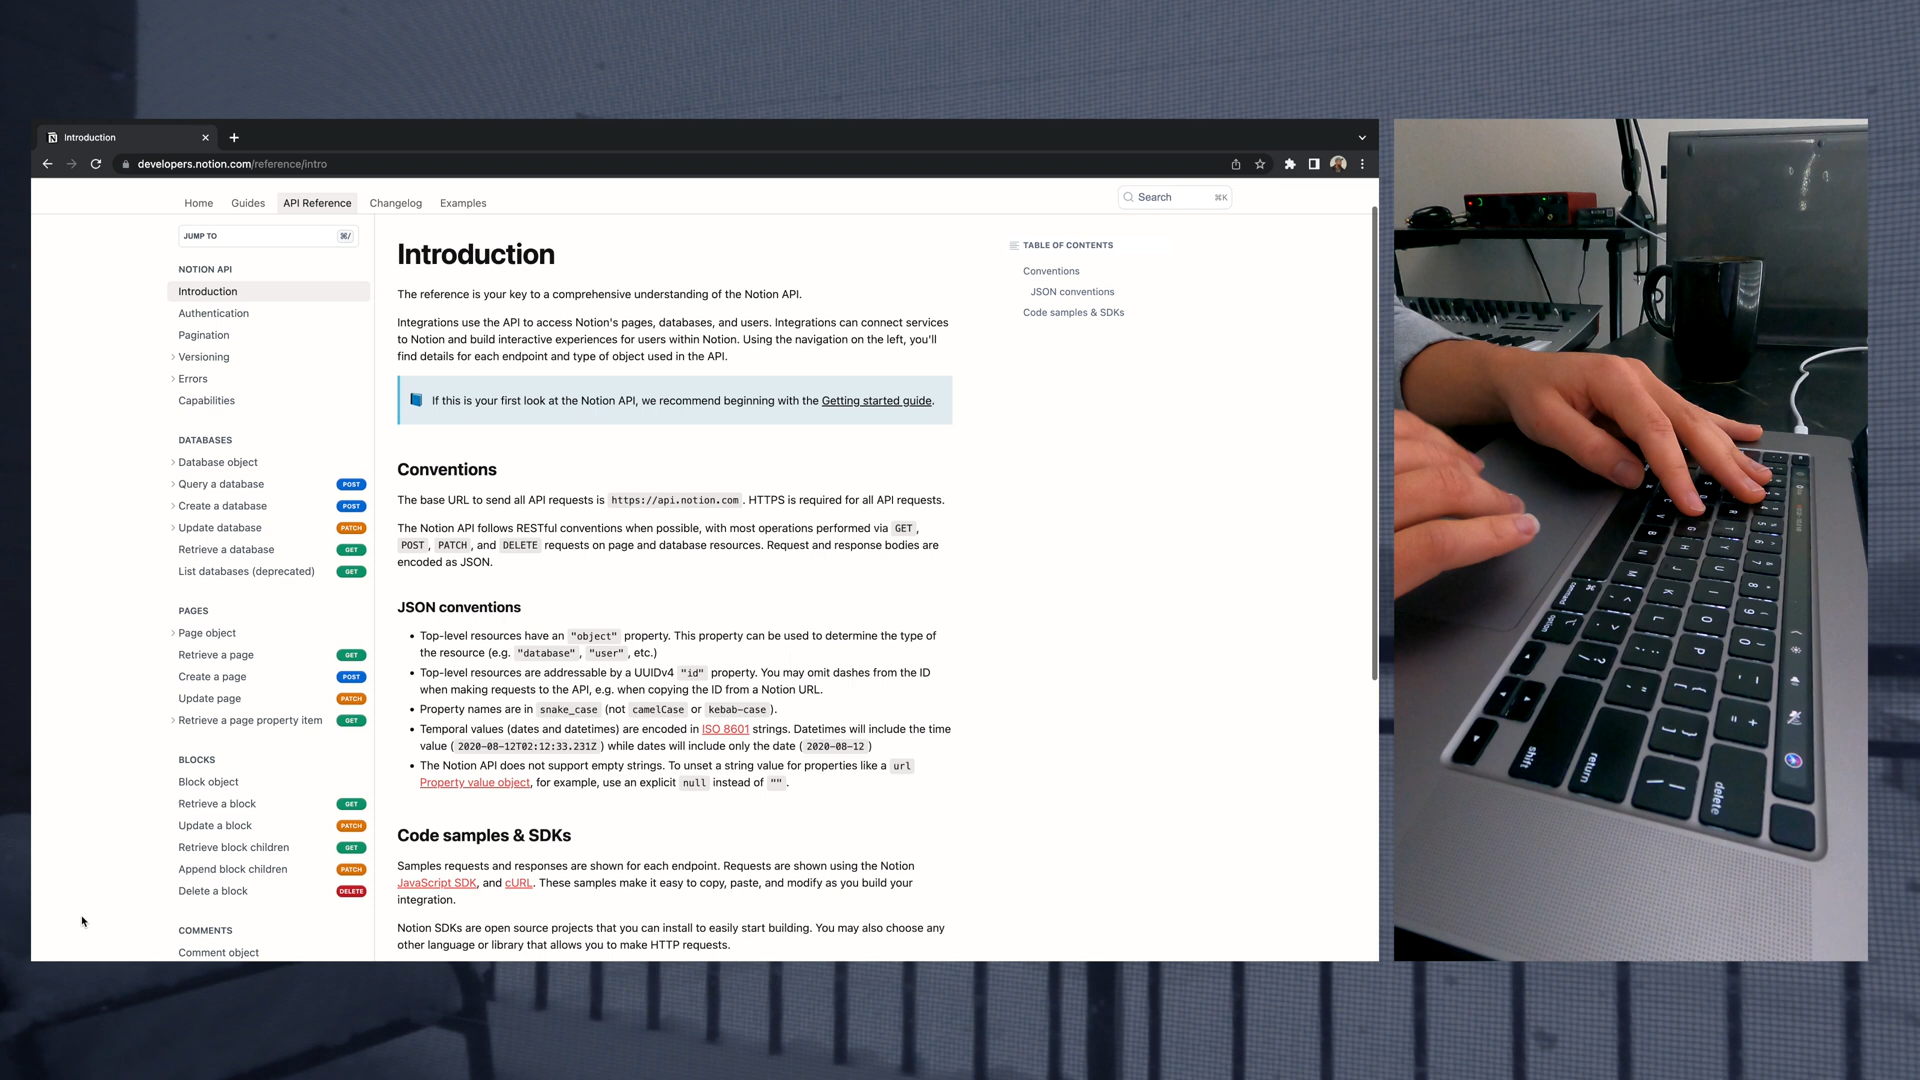 Introduction
developers.notion.com/reference/intro
Home Guides API Reference Changelog Examples
Search ⌘K
JUMP TO ⌘/
NOTION API
Introduction
Authentication
Pagination
Versioning
Errors
Capabilities
DATABASES
Database object
Query a database POST
Create a database POST
Update database PATCH
Retrieve a database GET
List databases (deprecated) GET
PAGES
Page object
Retrieve a page GET
Create a page POST
Update page PATCH
Retrieve a page property item GET
BLOCKS
Block object
Retrieve a block GET
Update a block PATCH
Retrieve block children GET
Append block children PATCH
Delete a block DELETE
COMMENTS
Comment object
Introduction
The reference is your key to a comprehensive understanding of the Notion API.
Integrations use the API to access Notion's pages, databases, and users. Integrations can connect services
to Notion and build interactive experiences for users within Notion. Using the navigation on the left, you'll
find details for each endpoint and type of object used in the API.
If this is your first look at the Notion API, we recommend beginning with the Getting started guide.
Conventions
The base URL to send all API requests is https://api.notion.com . HTTPS is required for all API requests.
The Notion API follows RESTful conventions when possible, with most operations performed via GET ,
POST , PATCH , and DELETE requests on page and database resources. Request and response bodies are
encoded as JSON.
JSON conventions
• Top-level resources have an "object" property. This property can be used to determine the type of
the resource (e.g. "database" , "user" , etc.)
• Top-level resources are addressable by a UUIDv4 "id" property. You may omit dashes from the ID
when making requests to the API, e.g. when copying the ID from a Notion URL.
• Property names are in snake_case (not camelCase or kebab-case ).
• Temporal values (dates and datetimes) are encoded in ISO 8601 strings. Datetimes will include the time
value ( 2020-08-12T02:12:33.231Z ) while dates will include only the date ( 2020-08-12 )
• The Notion API does not support empty strings. To unset a string value for properties like a url
Property value object, for example, use an explicit null instead of "" .
Code samples & SDKs
Samples requests and responses are shown for each endpoint. Requests are shown using the Notion
JavaScript SDK, and cURL. These samples make it easy to copy, paste, and modify as you build your
integration.
Notion SDKs are open source projects that you can install to easily start building. You may also choose any
other language or library that allows you to make HTTP requests.
TABLE OF CONTENTS
Conventions
JSON conventions
Code samples & SDKs
command
option
shift
return
delete